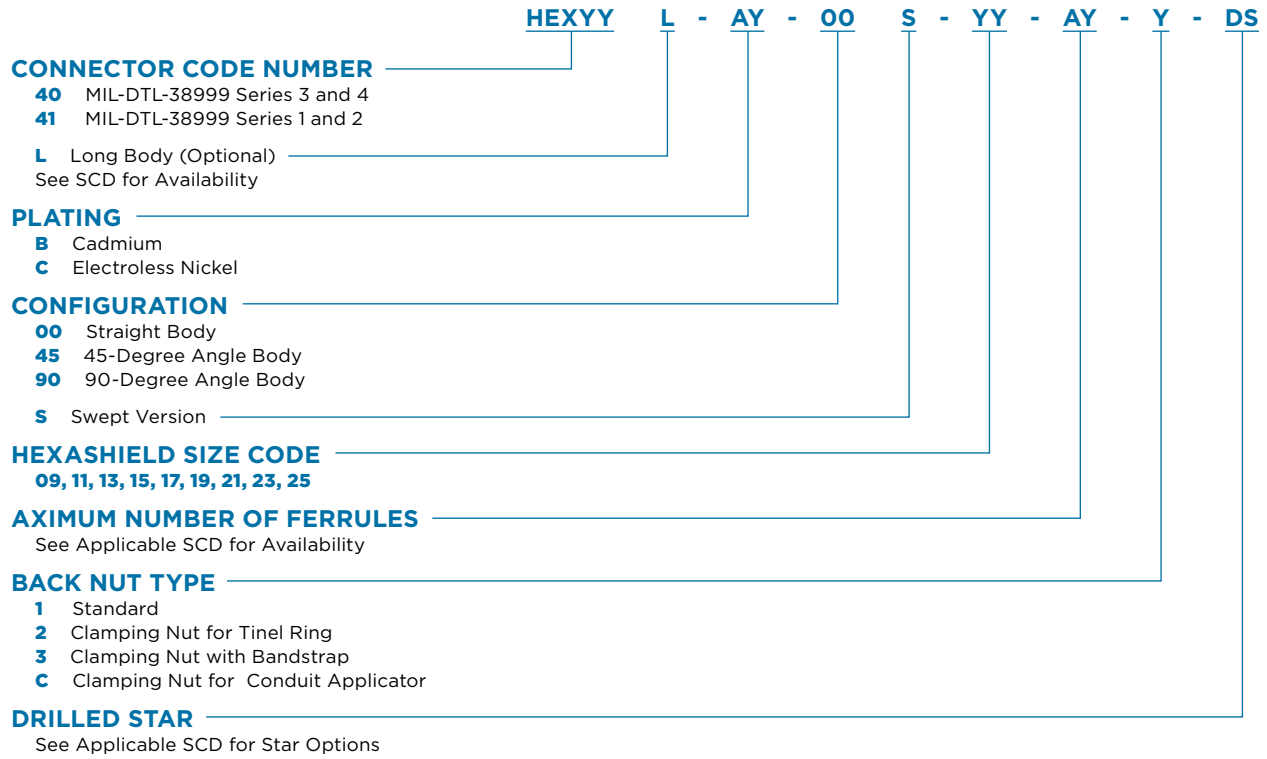 HEXYY L - AY - 00 S - YY - AY - Y - DS
CONNECTOR CODE NUMBER
40 MIL-DTL-38999 Series 3 and 4
41 MIL-DTL-38999 Series 1 and 2
L Long Body (Optional)
See SCD for Availability
PLATING
B Cadmium
C Electroless Nickel
CONFIGURATION
00 Straight Body
45 45-Degree Angle Body
90 90-Degree Angle Body
S Swept Version
HEXASHIELD SIZE CODE
09, 11, 13, 15, 17, 19, 21, 23, 25
AXIMUM NUMBER OF FERRULES
See Applicable SCD for Availability
BACK NUT TYPE
1 Standard
2 Clamping Nut for Tinel Ring
3 Clamping Nut with Bandstrap
C Clamping Nut for Conduit Applicator
DRILLED STAR
See Applicable SCD for Star Options